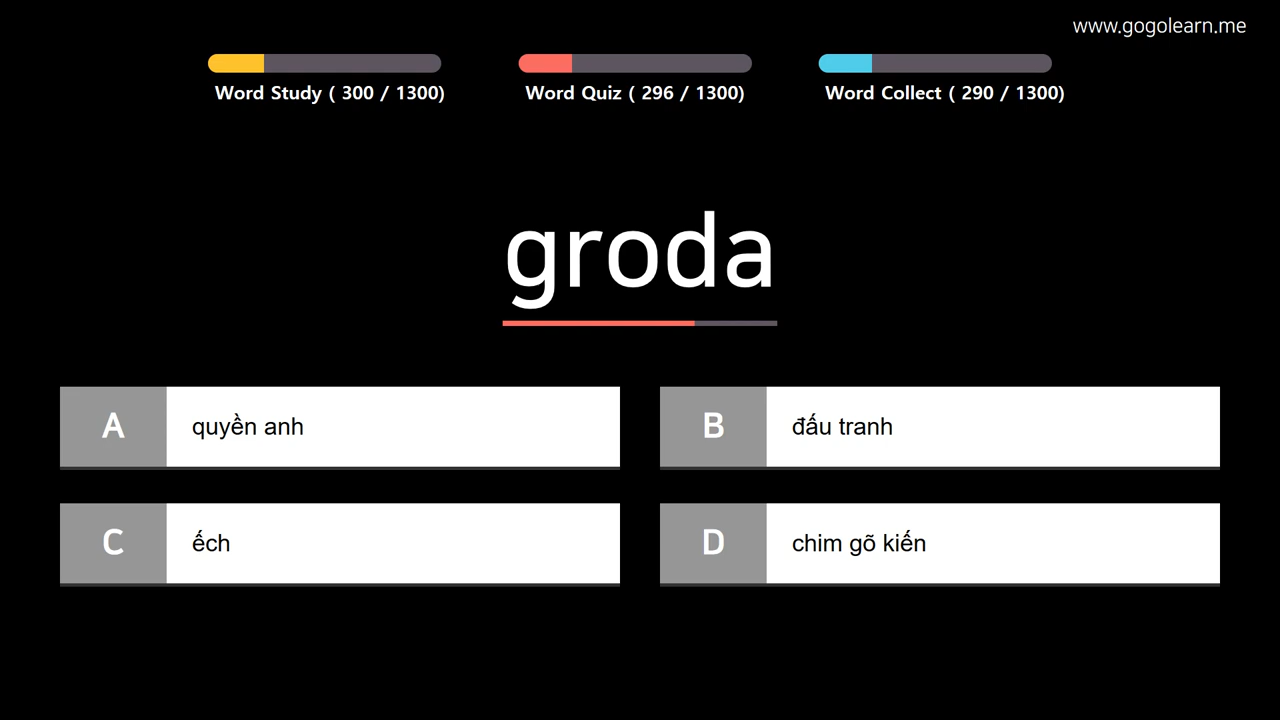 www.gogolearn.me
Word Study ( 300 / 1300)
Word Quiz ( 296 / 1300)
Word Collect ( 290 / 1300)
groda
A quyền anh
B đấu tranh
C ếch
D chim gõ kiến